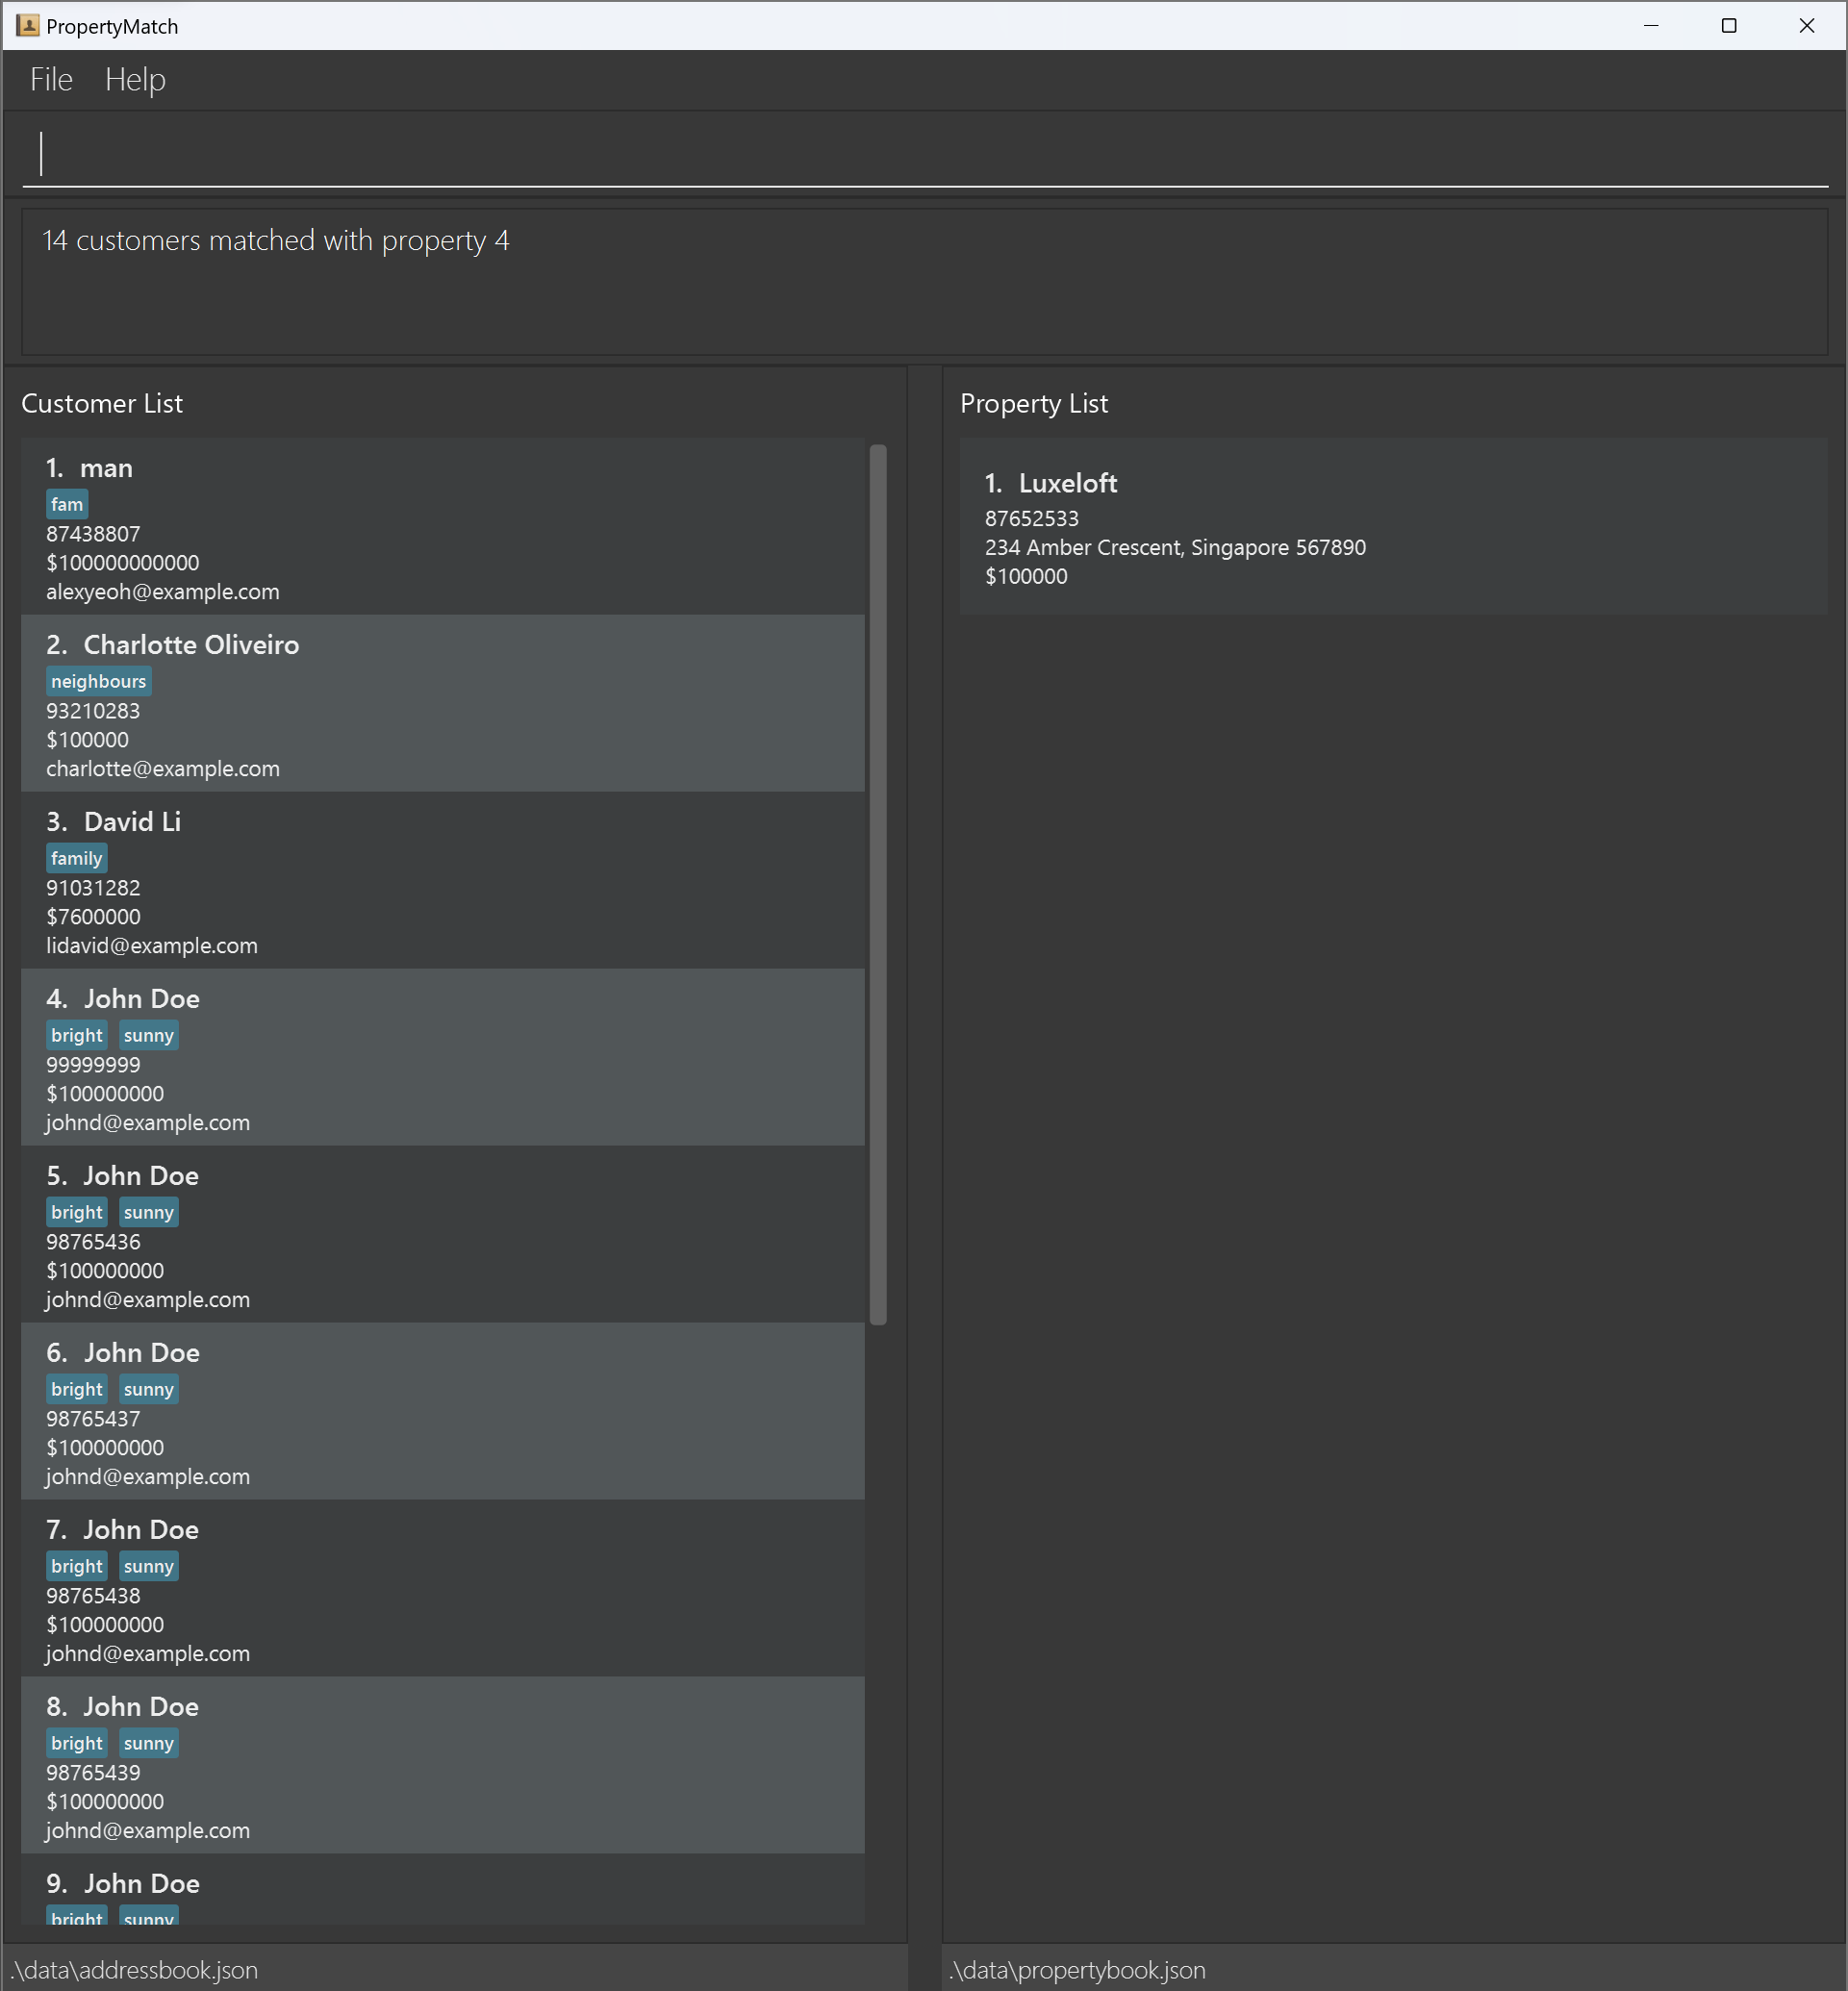 PropertyMatch
File Help
14 customers matched with property 4
Customer List
1. man
fam
87438807
$100000000000
alexyeoh@example.com
2. Charlotte Oliveiro
neighbours
93210283
$100000
charlotte@example.com
3. David Li
family
91031282
$7600000
lidavid@example.com
4. John Doe
bright sunny
99999999
$100000000
johnd@example.com
5. John Doe
bright sunny
98765436
$100000000
johnd@example.com
6. John Doe
bright sunny
98765437
$100000000
johnd@example.com
7. John Doe
bright sunny
98765438
$100000000
johnd@example.com
8. John Doe
bright sunny
98765439
$100000000
johnd@example.com
9. John Doe
bright sunny
.\data\addressbook.json
Property List
1. Luxeloft
87652533
234 Amber Crescent, Singapore 567890
$100000
.\data\propertybook.json